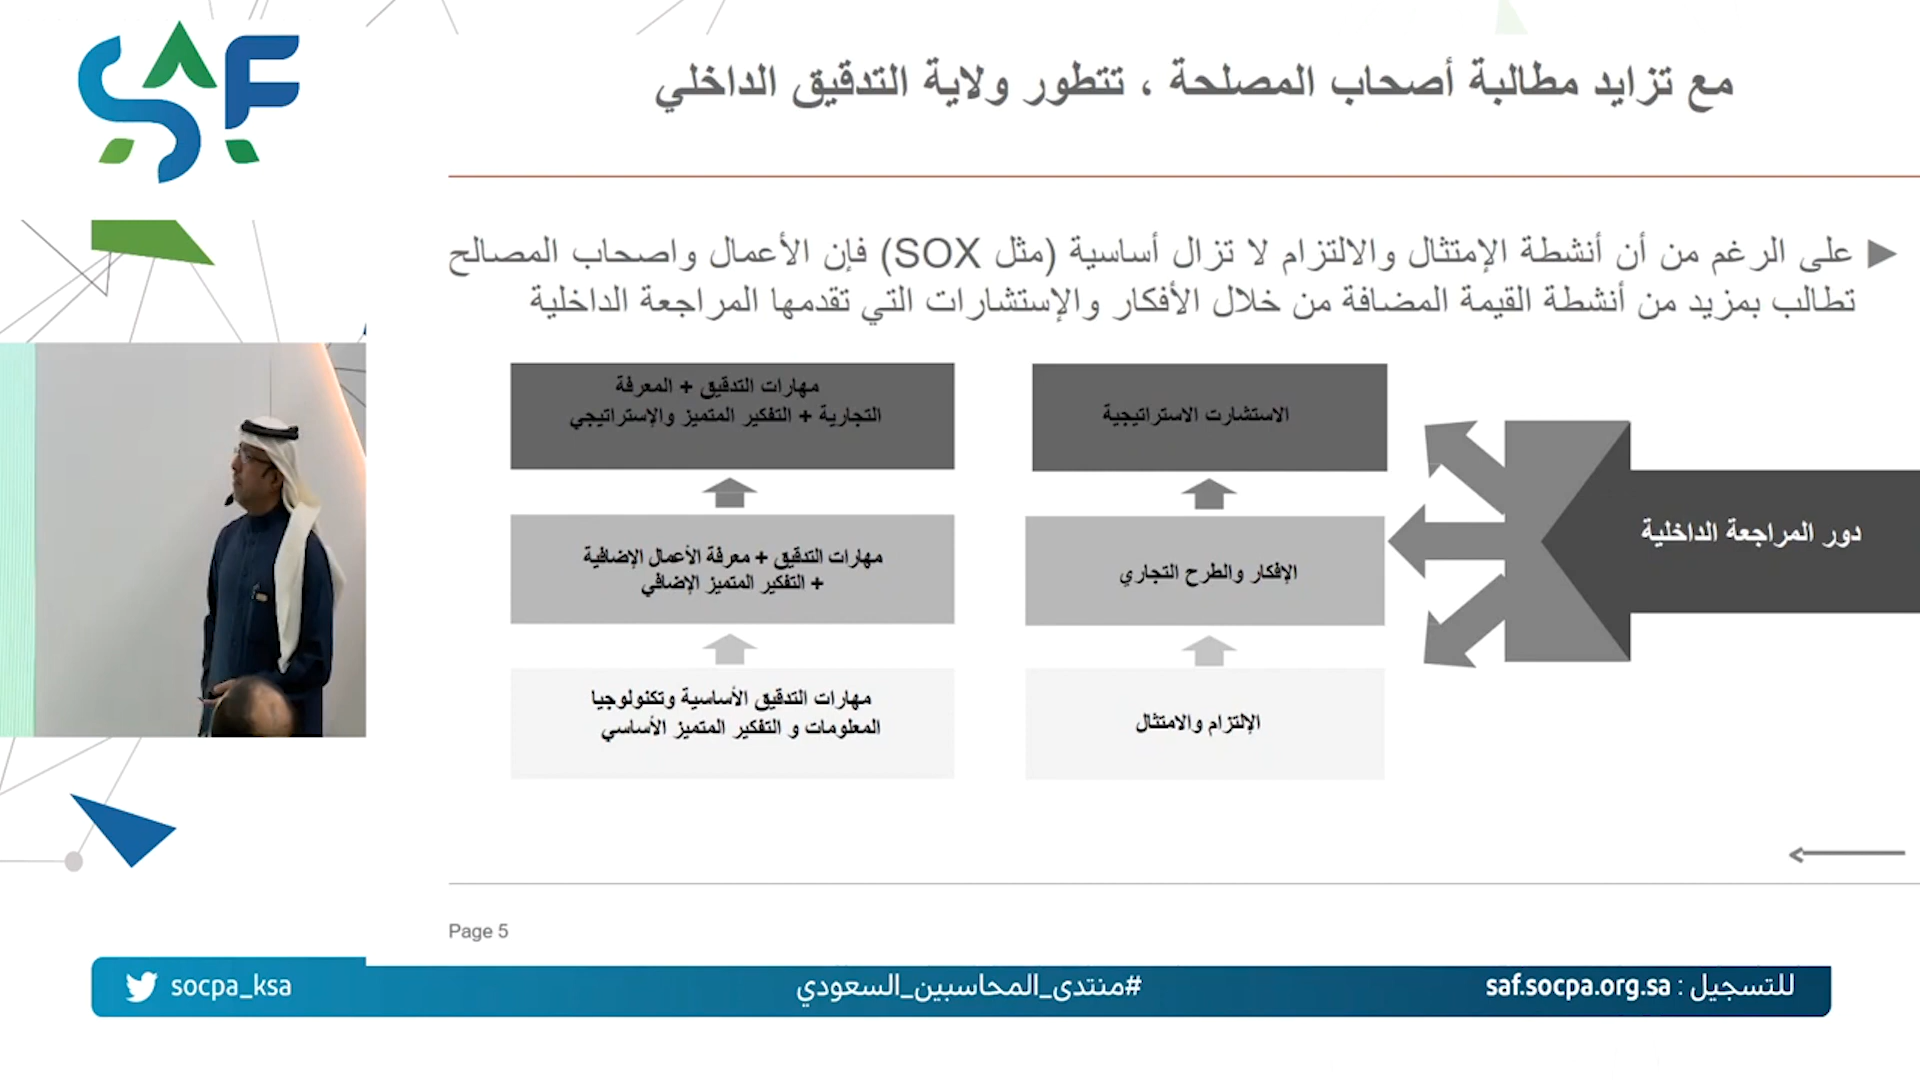 SAF
مع تزايد مطالبة أصحاب المصلحة ، تتطور ولاية التدقيق الداخلي
على الرغم من أن أنشطة الإمتثال والالتزام لا تزال أساسية (مثل SOX) فإن الأعمال واصحاب المصالح
تطالب بمزيد من أنشطة القيمة المضافة من خلال الأفكار والإستشارات التي تقدمها المراجعة الداخلية
دور المراجعة الداخلية
الاستشارت الاستراتيجية
مهارات التدقيق + المعرفة
التجارية + التفكير المتميز والإستراتيجي
الإفكار والطرح التجاري
مهارات التدقيق + معرفة الأعمال الإضافية
+ التفكير المتميز الإضافي
الإلتزام والامتثال
مهارات التدقيق الأساسية وتكنولوجيا
المعلومات و التفكير المتميز الأساسي
Page 5
للتسجيل : saf.socpa.org.sa
#منتدى_المحاسبين_السعودي
socpa_ksa